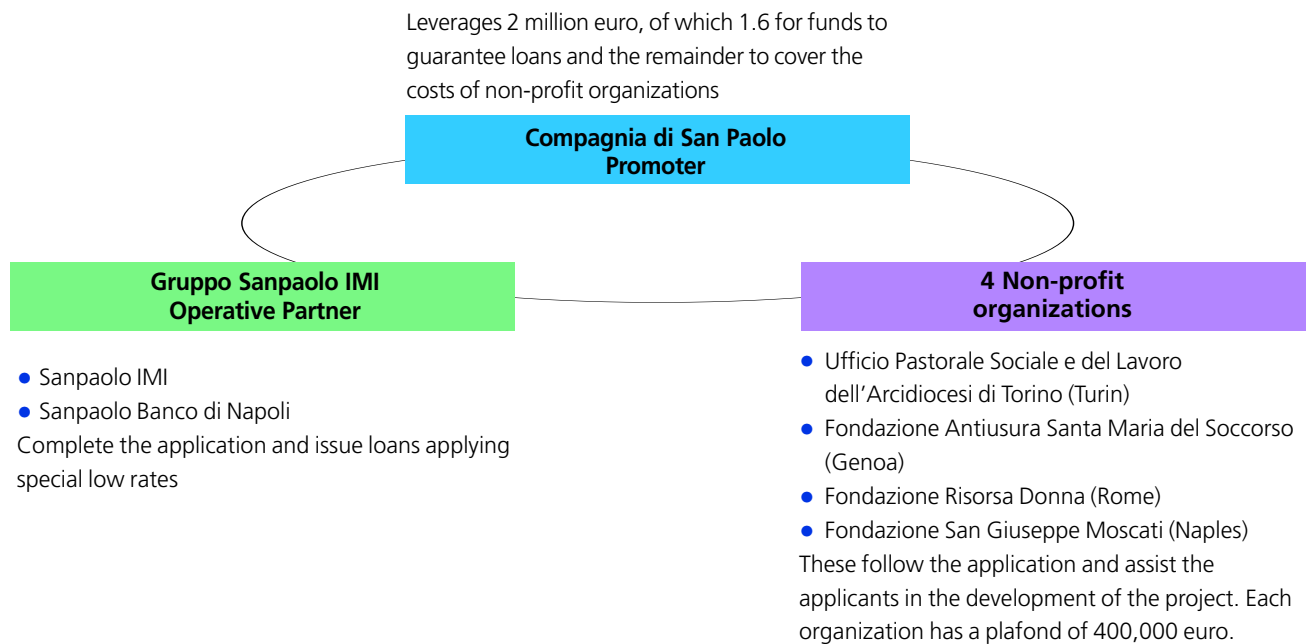 Leverages 2 million euro, of which 1.6 for funds to
guarantee loans and the remainder to cover the
costs of non-profit organizations
Compagnia di San Paolo
Promoter
Gruppo Sanpaolo IMI
Operative Partner
● Sanpaolo IMI
● Sanpaolo Banco di Napoli
Complete the application and issue loans applying
special low rates
4 Non-profit
organizations
● Ufficio Pastorale Sociale e del Lavoro
dell'Arcidiocesi di Torino (Turin)
● Fondazione Antiusura Santa Maria del Soccorso
(Genoa)
● Fondazione Risorsa Donna (Rome)
● Fondazione San Giuseppe Moscati (Naples)
These follow the application and assist the
applicants in the development of the project. Each
organization has a plafond of 400,000 euro.